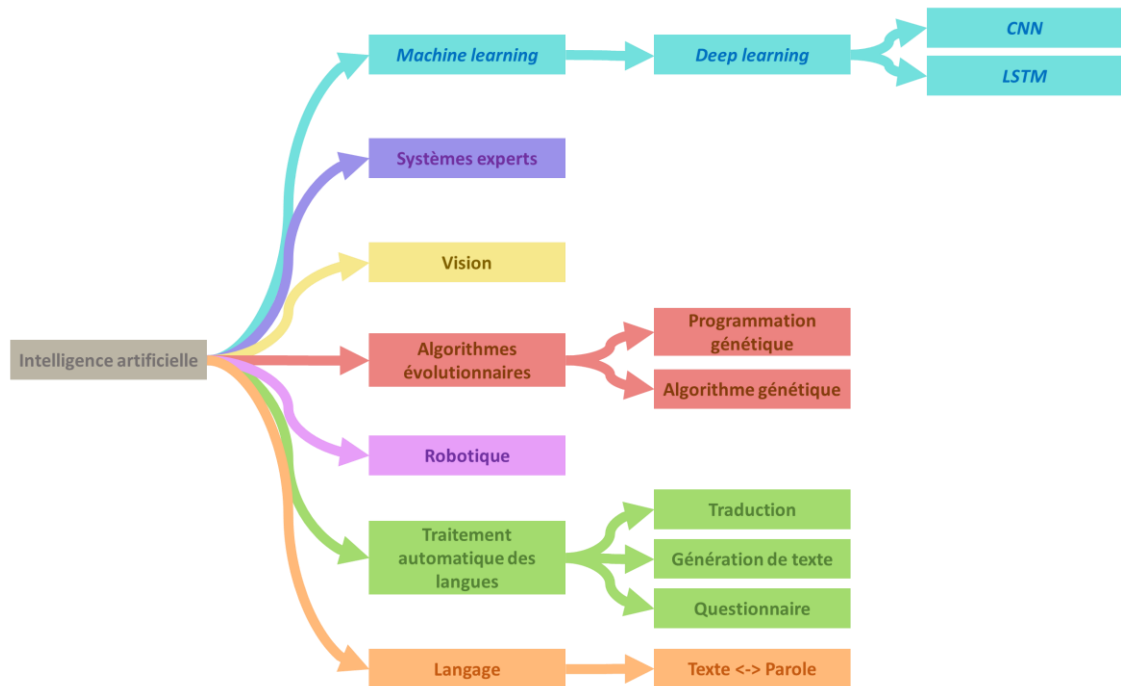 Machine learning
Deep learning
CNN
LSTM
Systèmes experts
Vision
Intelligence artificielle
Algorithmes
évolutionnaires
Programmation
génétique
Algorithme génétique
Robotique
Traitement
automatique des
langues
Traduction
Génération de texte
Questionnaire
Langage
Texte <-> Parole